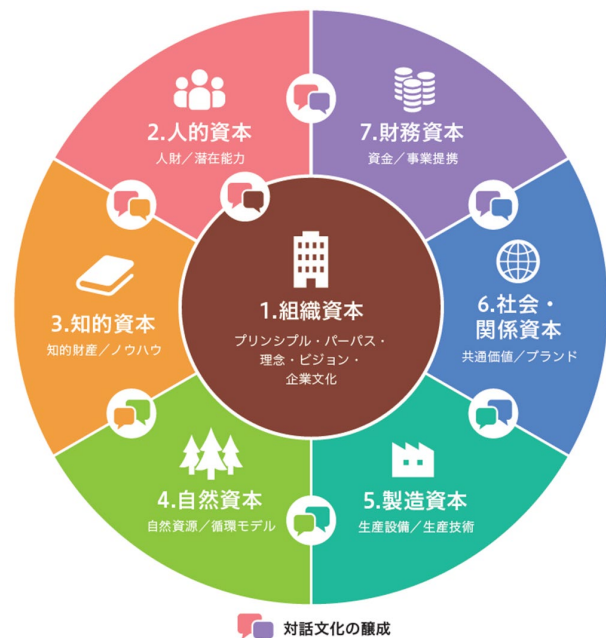 1.組織資本
プリンシプル・パーパス・
理念・ビジョン・
企業文化
2.人的資本
人財／潜在能力
3.知的資本
知的財産／ノウハウ
4.自然資本
自然資源／循環モデル
5.製造資本
生産設備／生産技術
6.社会・
関係資本
共通価値／ブランド
7.財務資本
資金／事業提携
対話文化の醸成